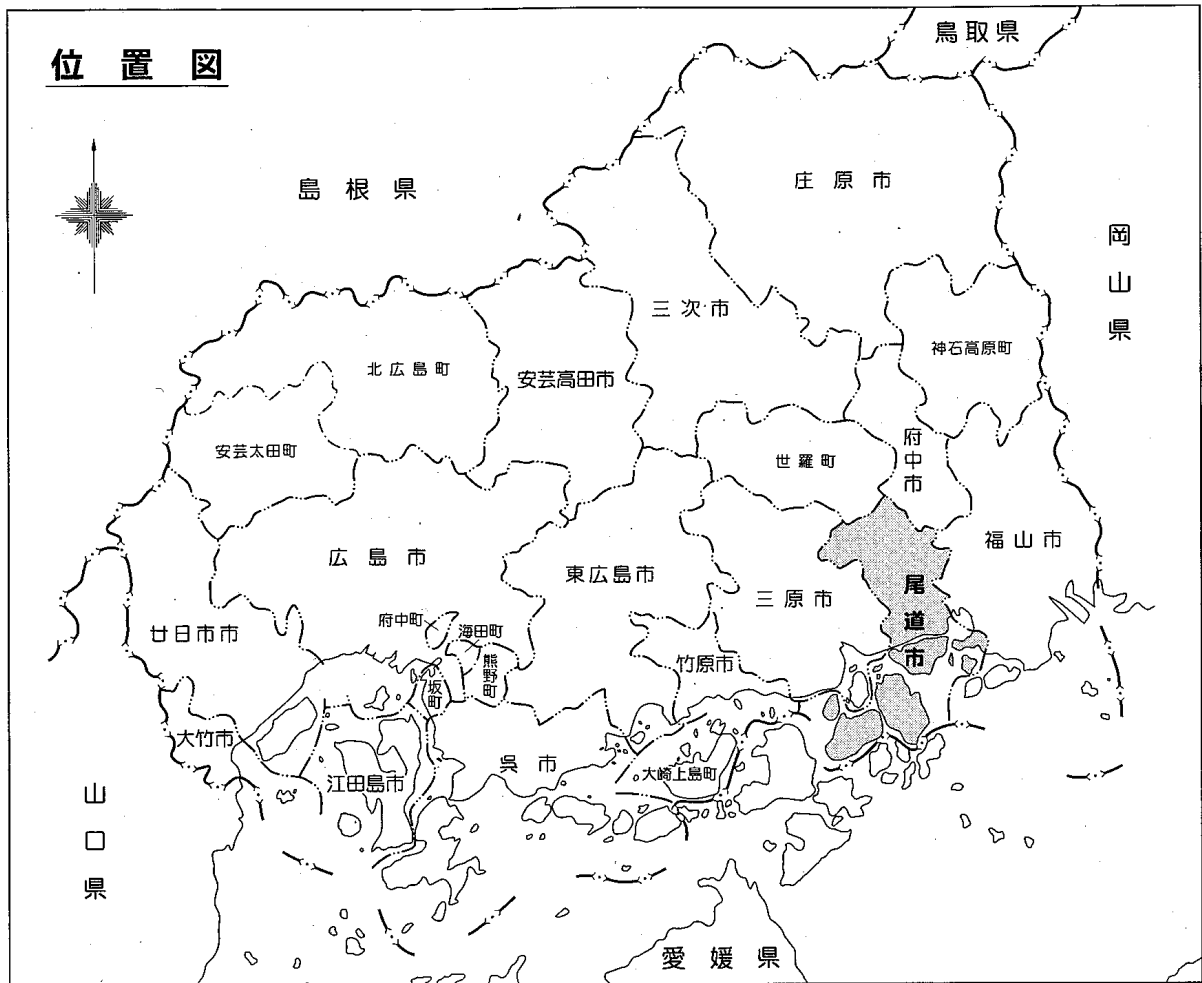 位置図
鳥取県
島根県
庄原市
岡山県
三次市
神石高原町
北広島町
安芸高田市
安芸太田町
世羅町
府中市
広島市
東広島市
三原市
尾道市
福山市
廿日市市
府中町
海田町
熊野町
坂町
竹原市
大竹市
江田島市
呉市
大崎上島町
山口県
愛媛県